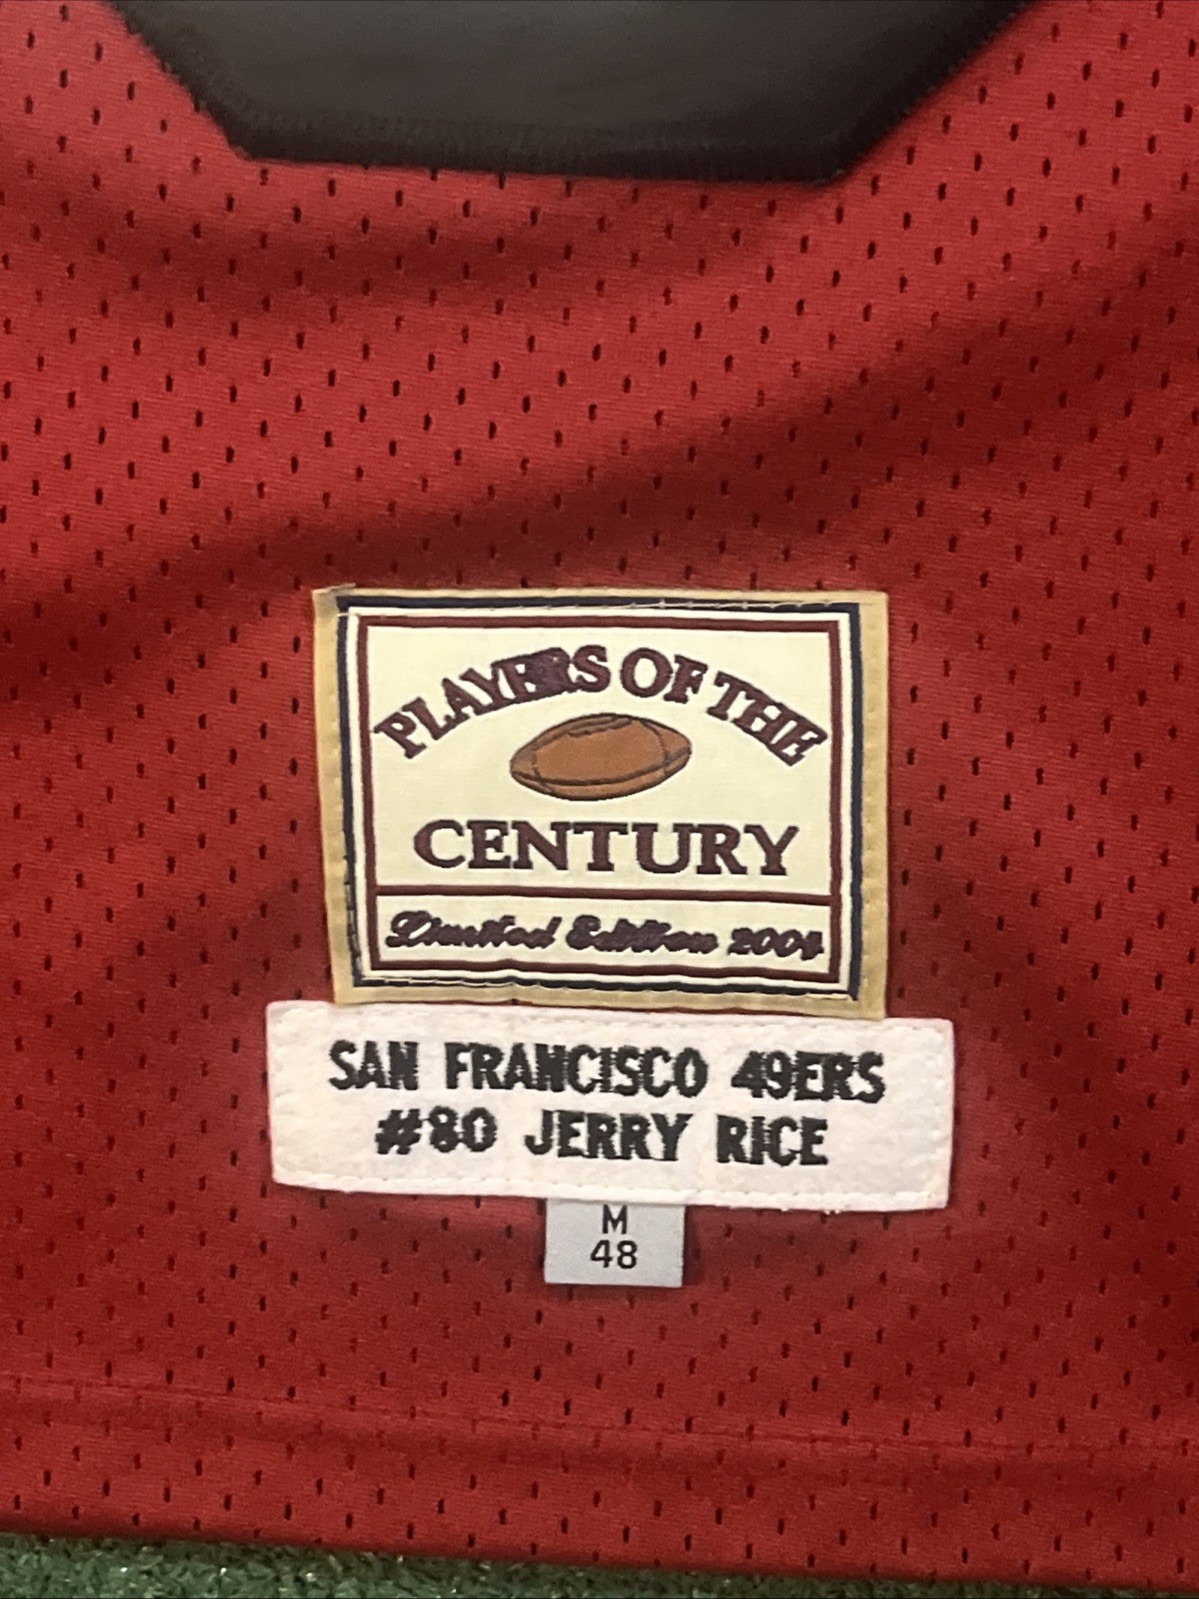 PLAYERS OF THE
CENTURY
Limited Edition 2004
SAN FRANCISCO 49ERS
#80 JERRY RICE
M
48